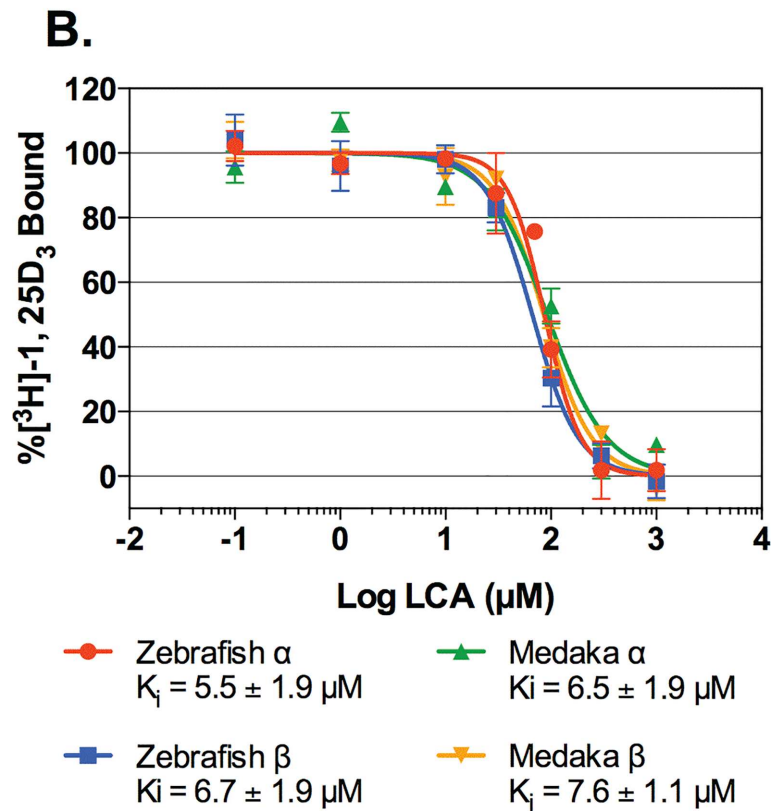 B.
120
100
80
60
40
20
0
%[³H]-1, 25D₃ Bound
-2 -1 0 1 2 3 4
Log LCA (µM)
Zebrafish α Medaka α
Kᵢ = 5.5 ± 1.9 µM Ki = 6.5 ± 1.9 µM
Zebrafish β Medaka β
Ki = 6.7 ± 1.9 µM Kᵢ = 7.6 ± 1.1 µM